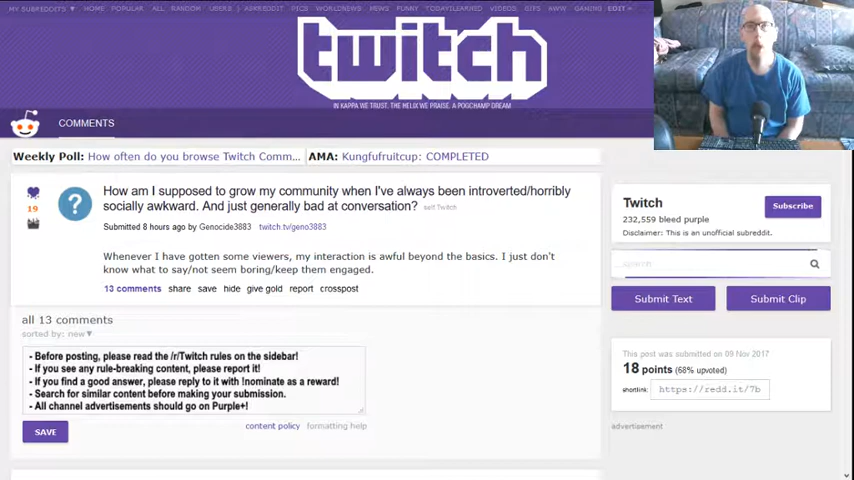 MY SUBREDDITS ▼ HOME POPULAR ALL RANDOM USERS | ASKREDDIT PICS WORLDNEWS NEWS FUNNY TODAYILEARNED VIDEOS GIFS AWW GAMING EDIT »
twitch
IN KAPPA WE TRUST. THE HELIX WE PRAISE. A POGCHAMP DREAM
COMMENTS
Weekly Poll: How often do you browse Twitch Comm... AMA: Kungfufruitcup: COMPLETED
19
?
How am I supposed to grow my community when I've always been introverted/horribly
socially awkward. And just generally bad at conversation? self.Twitch
Submitted 8 hours ago by Genocide3883 twitch.tv/geno3883
Whenever I have gotten some viewers, my interaction is awful beyond the basics. I just don't
know what to say/not seem boring/keep them engaged.
13 comments share save hide give gold report crosspost
all 13 comments
sorted by: new▼
- Before posting, please read the /r/Twitch rules on the sidebar!
- If you see any rule-breaking content, please report it!
- If you find a good answer, please reply to it with !nominate as a reward!
- Search for similar content before making your submission.
- All channel advertisements should go on Purple+!
content policy formatting help
SAVE
Twitch
Subscribe
232,559 bleed purple
Disclaimer: This is an unofficial subreddit.
Search
Submit Text Submit Clip
This post was submitted on 09 Nov 2017
18 points (68% upvoted)
shortlink: https://redd.it/7b
advertisement